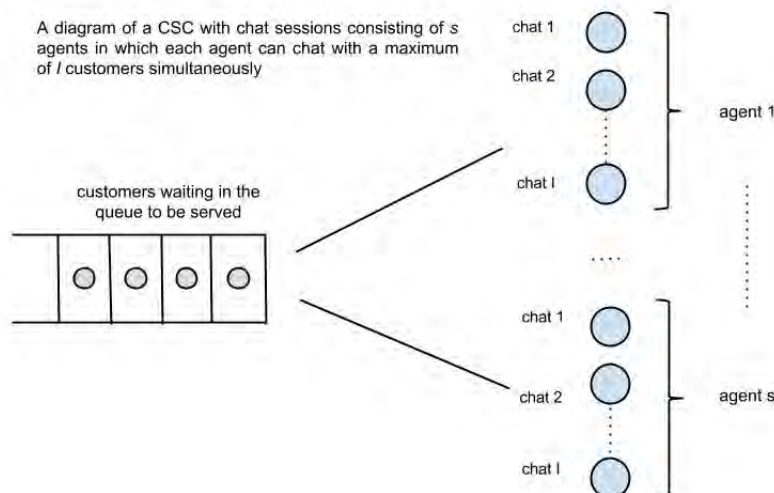 A diagram of a CSC with chat sessions consisting of s
agents in which each agent can chat with a maximum
of I customers simultaneously
customers waiting in the
queue to be served
chat 1
chat 2
chat I
agent 1
chat 1
chat 2
chat I
agent s